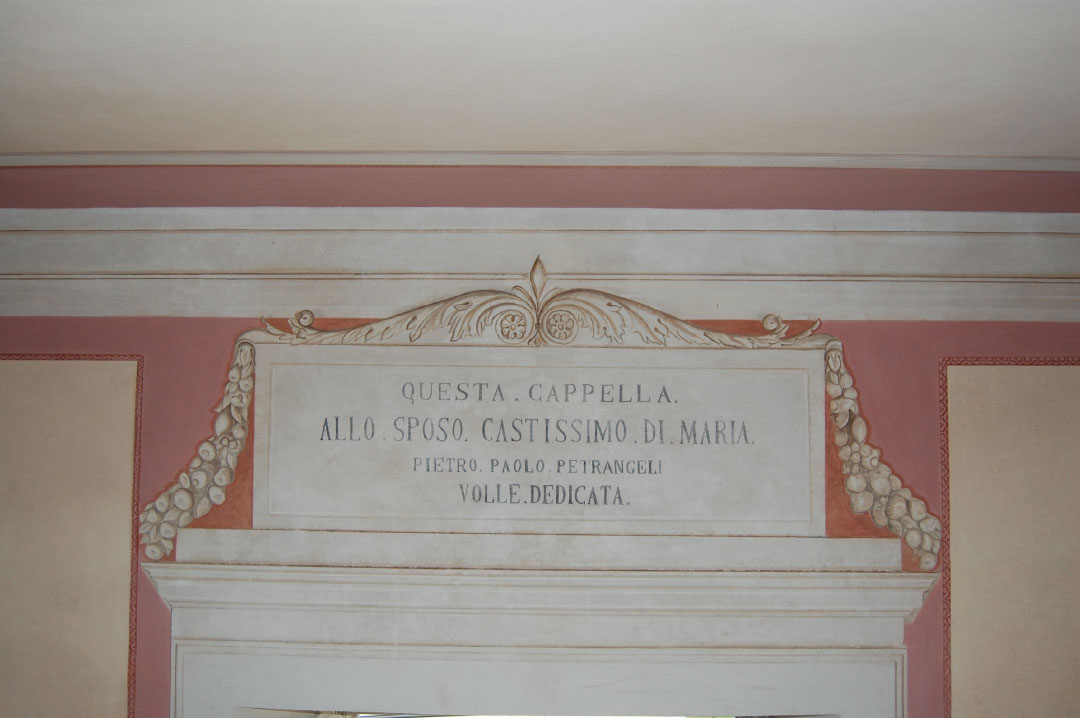 QUESTA . CAPPELLA .
ALLO . SPOSO . CASTISSIMO . DI . MARIA .
PIETRO . PAOLO . PETRANGELI
VOLLE . DEDICATA .